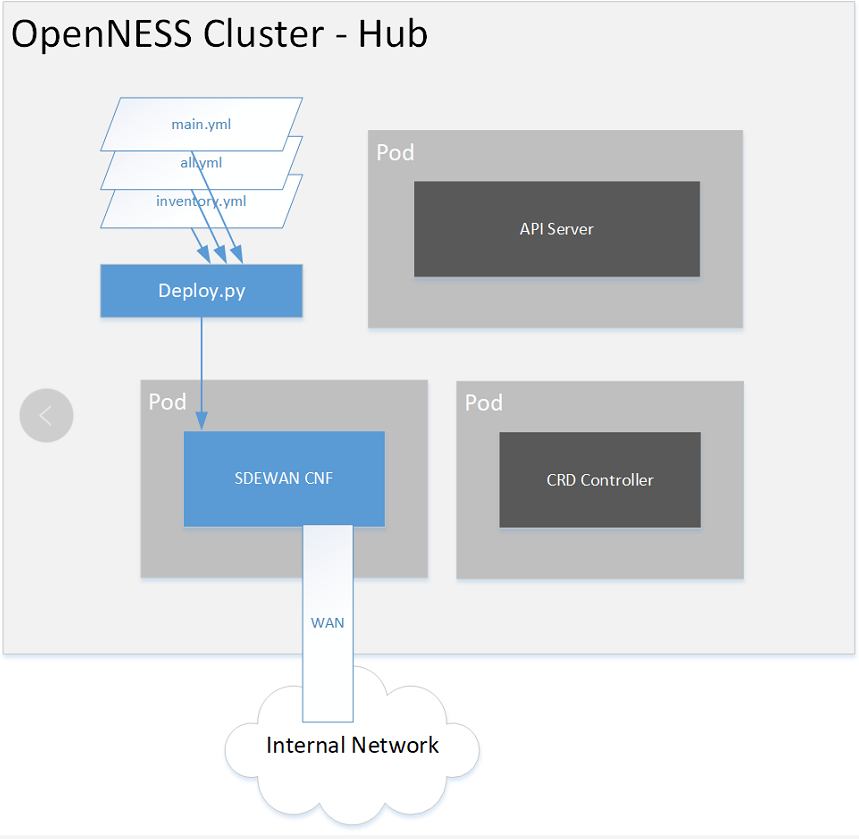 OpenNESS Cluster - Hub
main.yml
all.yml
inventory.yml
Deploy.py
Pod
API Server
Pod
SDEWAN CNF
Pod
CRD Controller
WAN
Internal Network